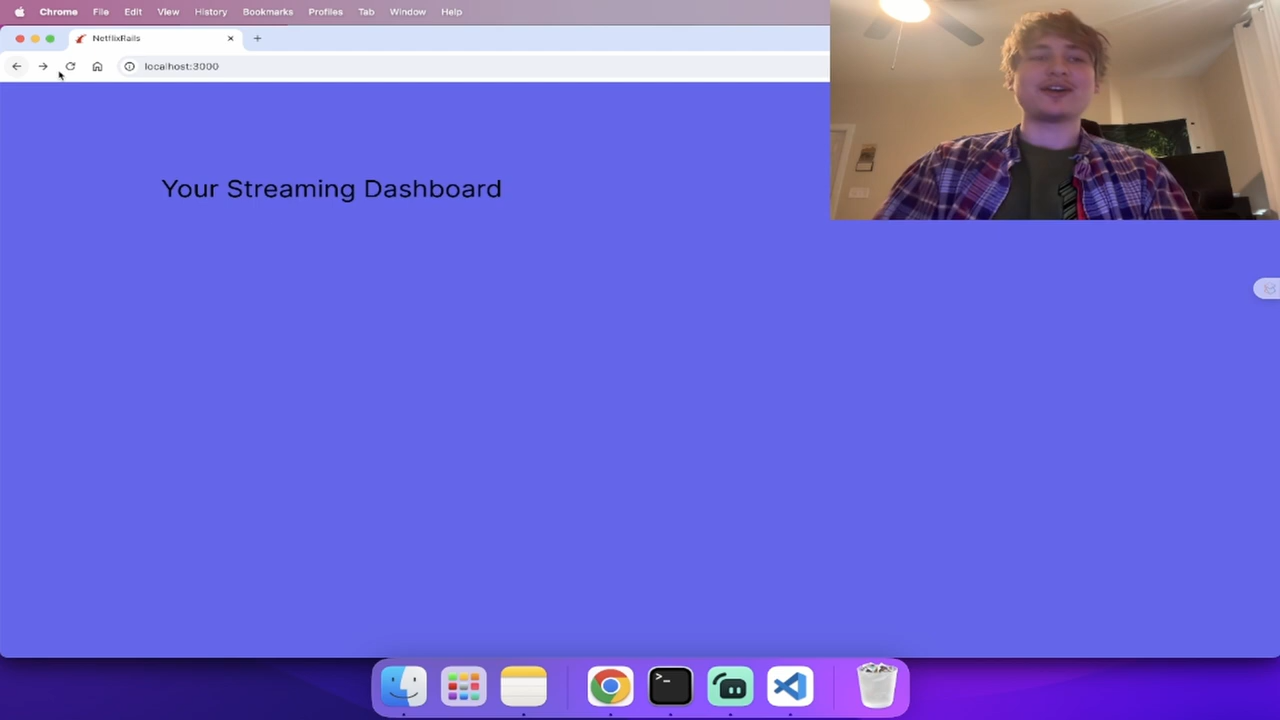 Chrome File Edit View History Bookmarks Profiles Tab Window Help
NetflixRails
localhost:3000
Your Streaming Dashboard
>_